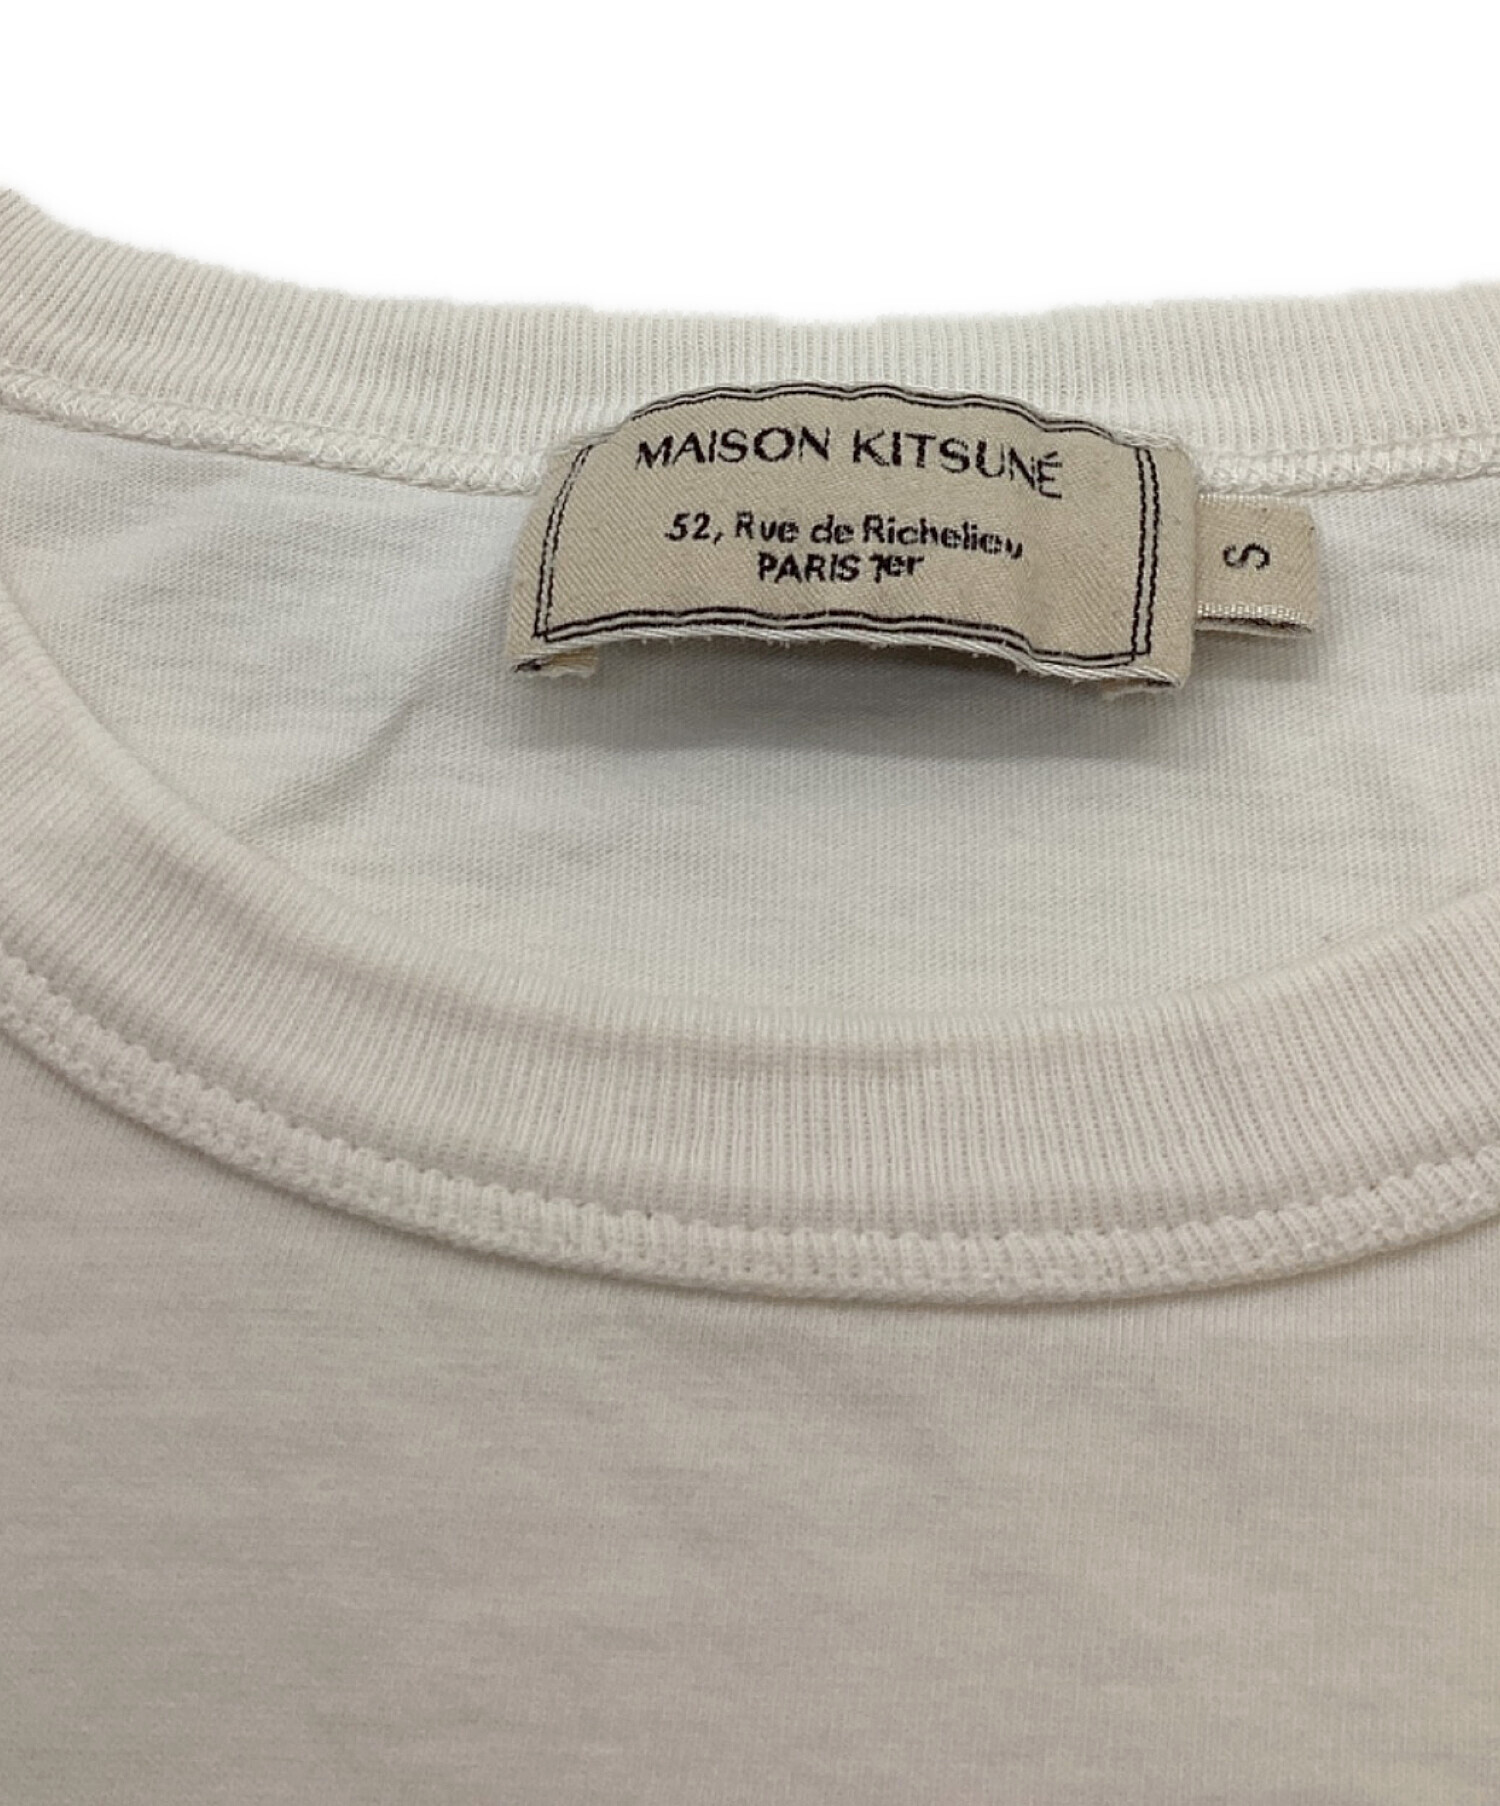 MAISON KITSUNÉ
52, Rue de Richelieu
PARIS 1er
S